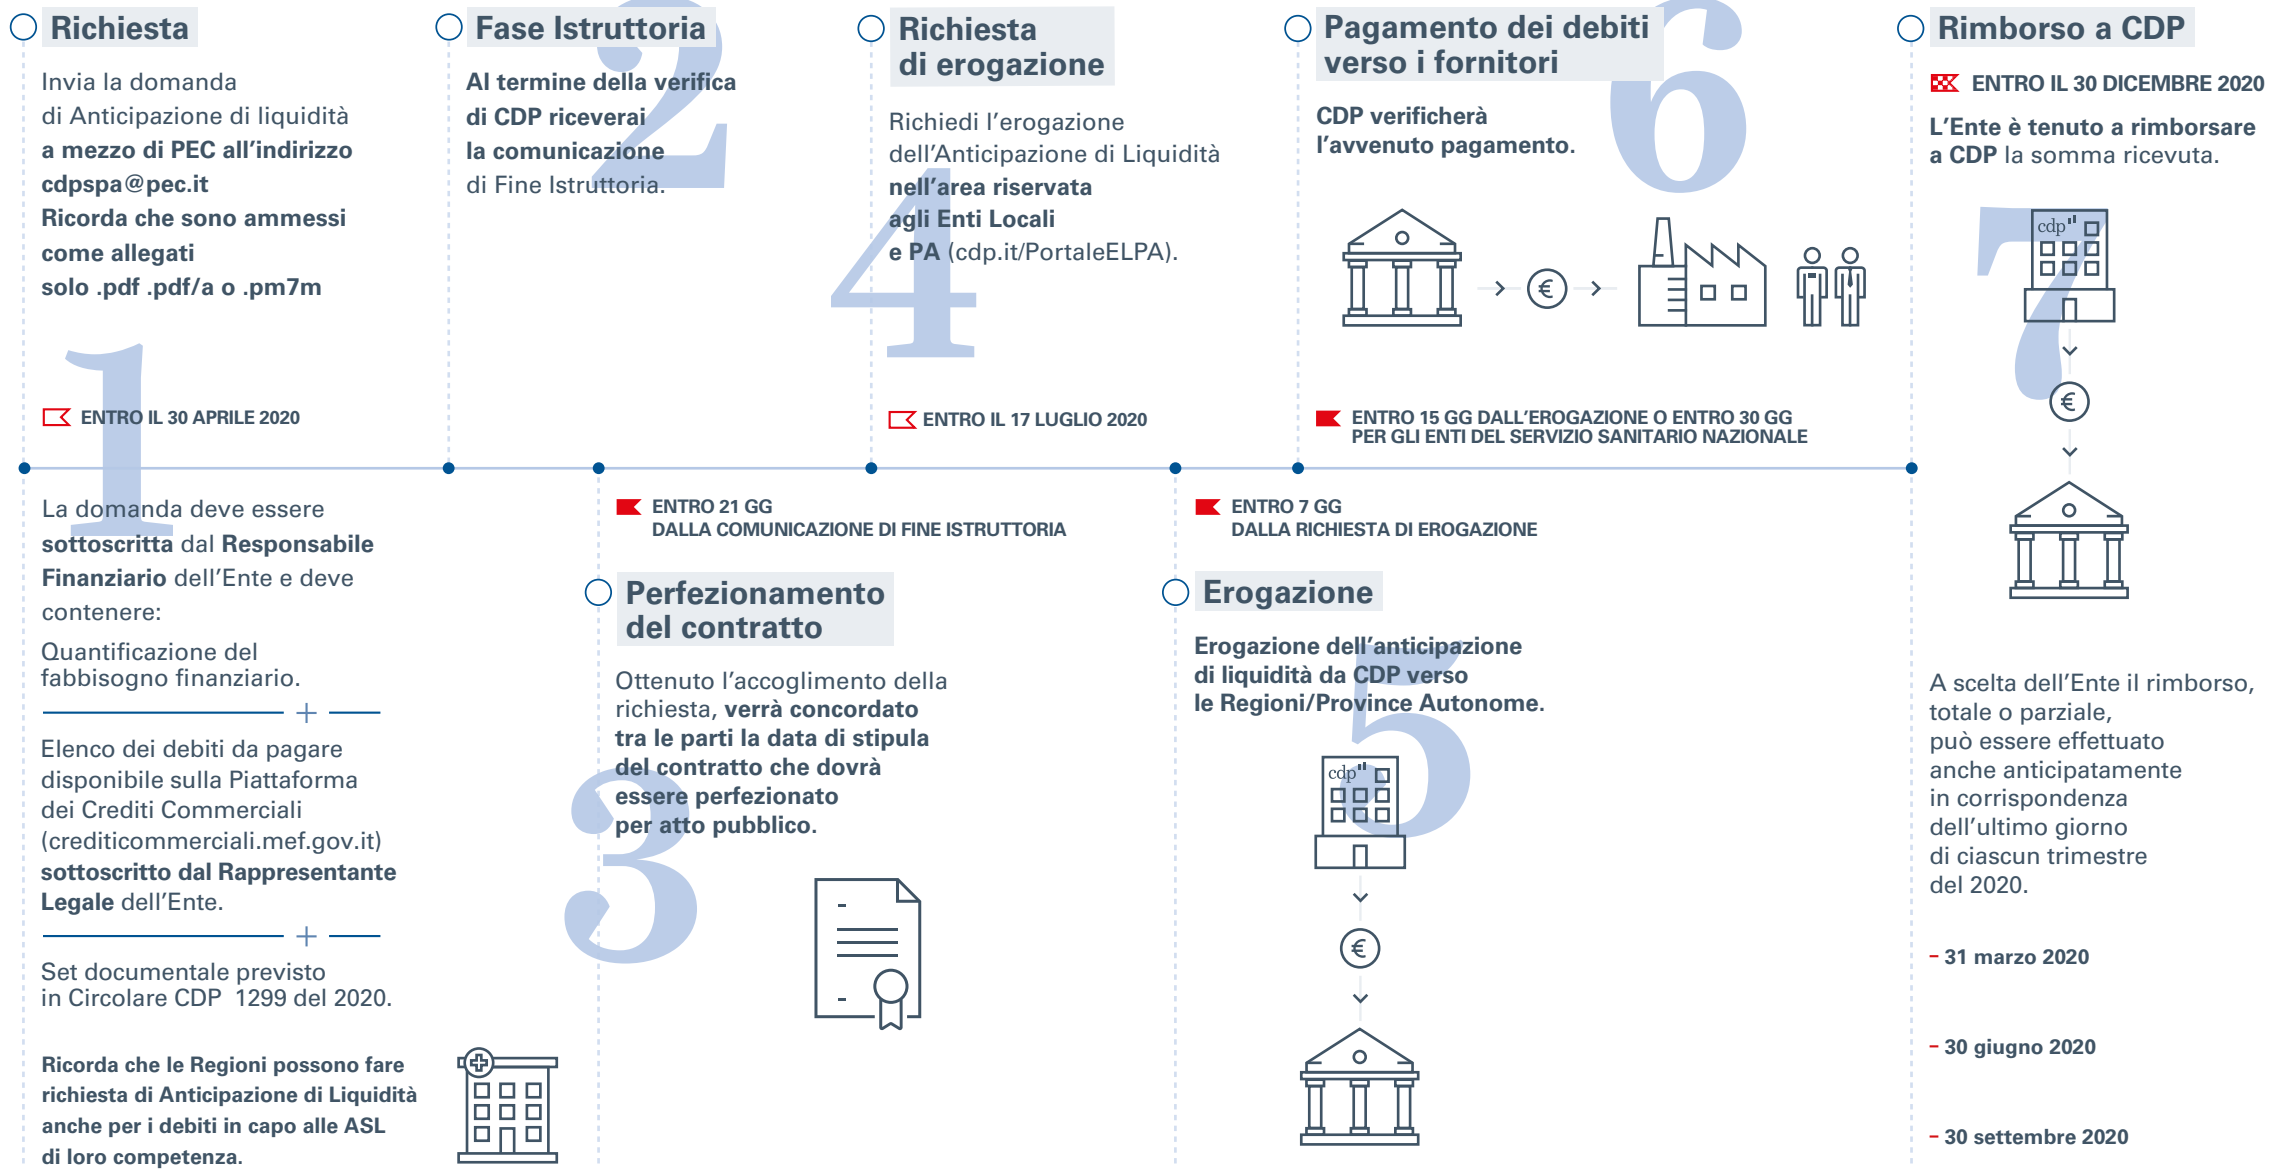 Richiesta
Invia la domanda
di Anticipazione di liquidità
a mezzo di PEC all'indirizzo
cdpspa@pec.it
Ricorda che sono ammessi
come allegati
solo .pdf .pdf/a o .pm7m
1
ENTRO IL 30 APRILE 2020
La domanda deve essere
sottoscritta dal Responsabile
Finanziario dell'Ente e deve
contenere:
Quantificazione del
fabbisogno finanziario.
+
Elenco dei debiti da pagare
disponibile sulla Piattaforma
dei Crediti Commerciali
(crediticommerciali.mef.gov.it)
sottoscritto dal Rappresentante
Legale dell'Ente.
+
Set documentale previsto
in Circolare CDP 1299 del 2020.
Ricorda che le Regioni possono fare
richiesta di Anticipazione di Liquidità
anche per i debiti in capo alle ASL
di loro competenza.
Fase Istruttoria
2
Al termine della verifica
di CDP riceverai
la comunicazione
di Fine Istruttoria.
ENTRO 21 GG
DALLA COMUNICAZIONE DI FINE ISTRUTTORIA
Perfezionamento
del contratto
Ottenuto l'accoglimento della
richiesta, verrà concordato
tra le parti la data di stipula
del contratto che dovrà
essere perfezionato
per atto pubblico.
3
Richiesta
di erogazione
Richiedi l'erogazione
dell'Anticipazione di Liquidità
nell'area riservata
agli Enti Locali
e PA (cdp.it/PortaleELPA).
4
ENTRO IL 17 LUGLIO 2020
ENTRO 7 GG
DALLA RICHIESTA DI EROGAZIONE
Erogazione
Erogazione dell'anticipazione
di liquidità da CDP verso
le Regioni/Province Autonome.
5
cdp
€
Pagamento dei debiti
verso i fornitori
6
CDP verificherà
l'avvenuto pagamento.
€
ENTRO 15 GG DALL'EROGAZIONE O ENTRO 30 GG
PER GLI ENTI DEL SERVIZIO SANITARIO NAZIONALE
Rimborso a CDP
ENTRO IL 30 DICEMBRE 2020
L'Ente è tenuto a rimborsare
a CDP la somma ricevuta.
7
cdp
€
A scelta dell'Ente il rimborso,
totale o parziale,
può essere effettuato
anche anticipatamente
in corrispondenza
dell'ultimo giorno
di ciascun trimestre
del 2020.
– 31 marzo 2020
– 30 giugno 2020
– 30 settembre 2020